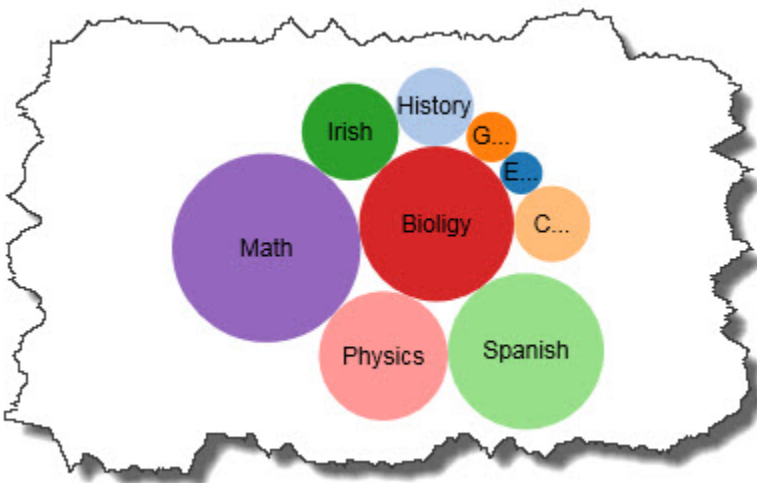 History
Irish
G...
E...
Bioligy
C...
Math
Spanish
Physics